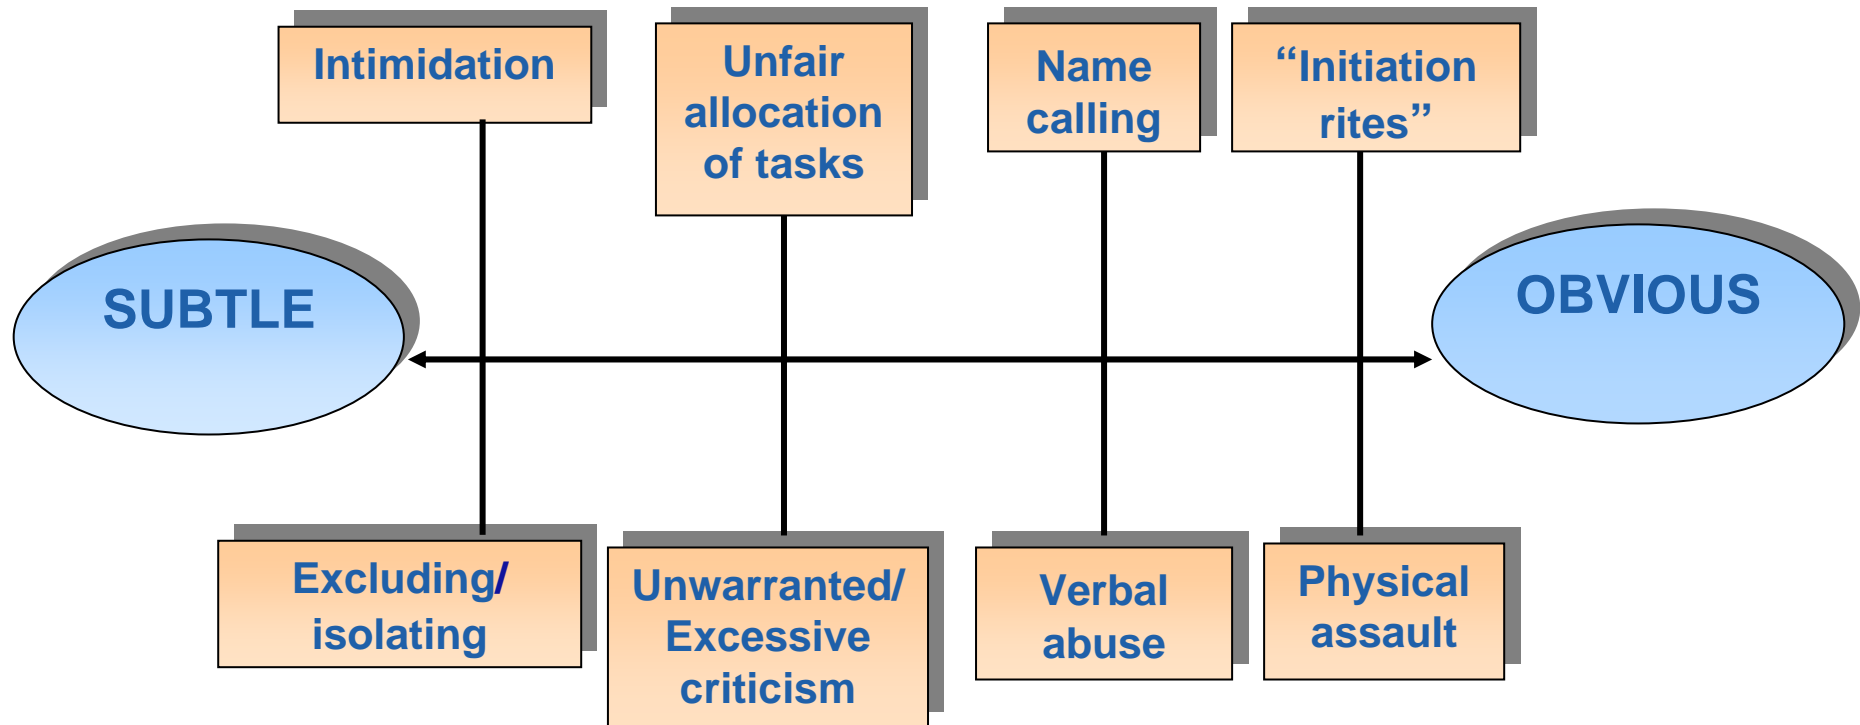 Intimidation
Unfair
allocation
of tasks
Name
calling
“Initiation
rites”
SUBTLE
OBVIOUS
Excluding/
isolating
Unwarranted/
Excessive
criticism
Verbal
abuse
Physical
assault